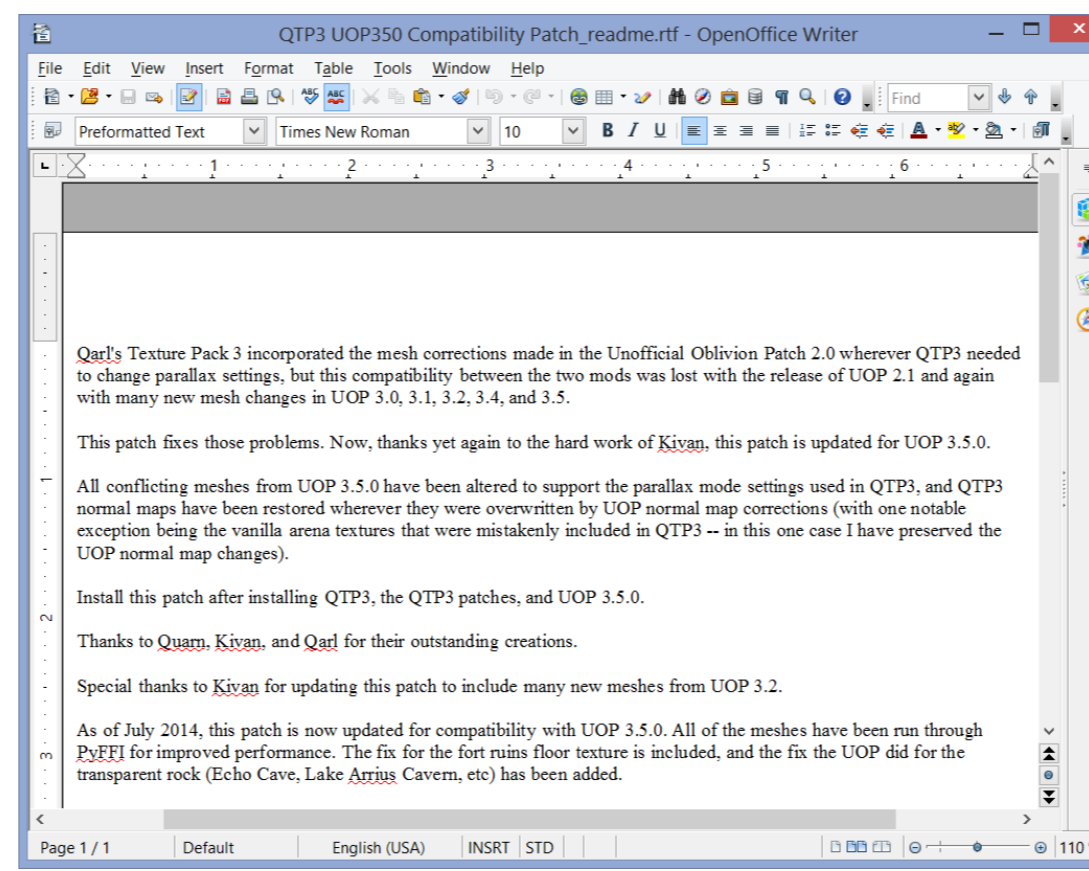 QTP3 UOP350 Compatibility Patch_readme.rtf - OpenOffice Writer
File Edit View Insert Format Table Tools Window Help
Find
Preformatted Text Times New Roman 10 B I U A
1 2 3 4 5 6
Qarl's Texture Pack 3 incorporated the mesh corrections made in the Unofficial Oblivion Patch 2.0 wherever QTP3 needed
to change parallax settings, but this compatibility between the two mods was lost with the release of UOP 2.1 and again
with many new mesh changes in UOP 3.0, 3.1, 3.2, 3.4, and 3.5.
This patch fixes those problems. Now, thanks yet again to the hard work of Kivan, this patch is updated for UOP 3.5.0.
1
All conflicting meshes from UOP 3.5.0 have been altered to support the parallax mode settings used in QTP3, and QTP3
normal maps have been restored wherever they were overwritten by UOP normal map corrections (with one notable
exception being the vanilla arena textures that were mistakenly included in QTP3 -- in this one case I have preserved the
UOP normal map changes).
Install this patch after installing QTP3, the QTP3 patches, and UOP 3.5.0.
2
Thanks to Quarn, Kivan, and Qarl for their outstanding creations.
Special thanks to Kivan for updating this patch to include many new meshes from UOP 3.2.
As of July 2014, this patch is now updated for compatibility with UOP 3.5.0. All of the meshes have been run through
3
PyFFI for improved performance. The fix for the fort ruins floor texture is included, and the fix the UOP did for the
transparent rock (Echo Cave, Lake Arrius Cavern, etc) has been added.
Page 1 / 1 Default English (USA) INSRT STD 110